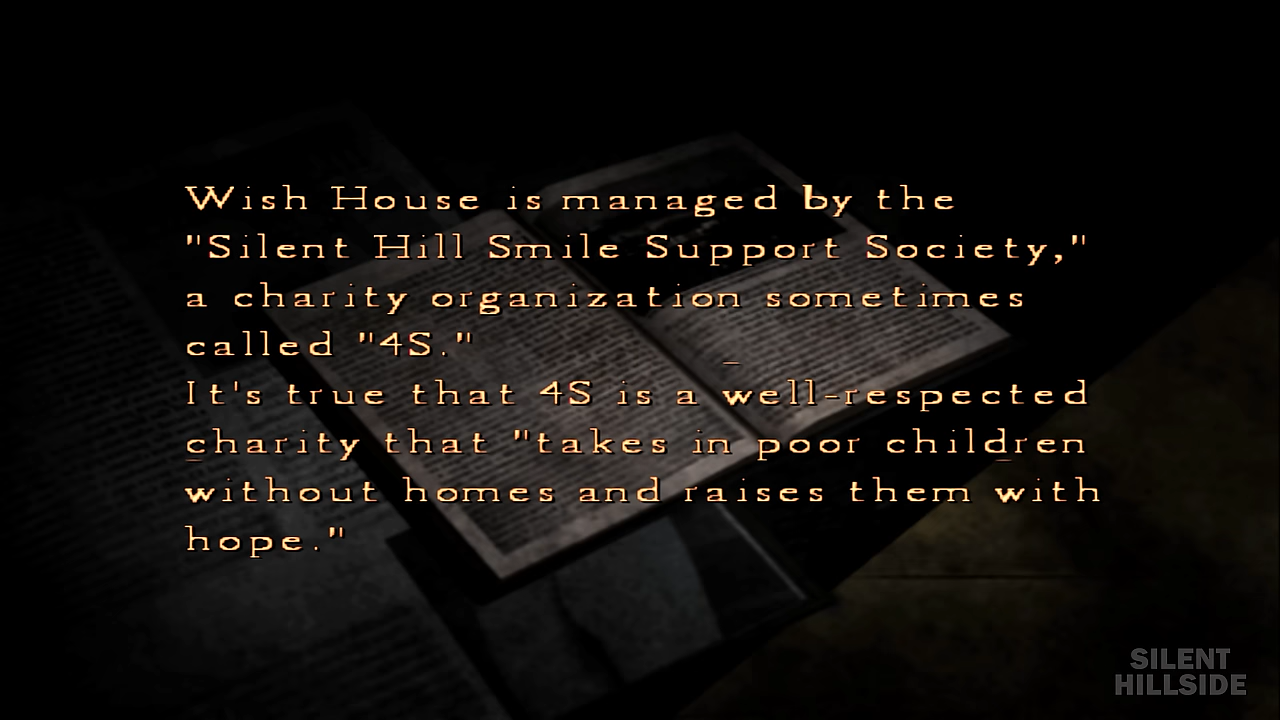 Wish House is managed by the
"Silent Hill Smile Support Society,"
a charity organization sometimes
called "4S."
It's true that 4S is a well-respected
charity that "takes in poor children
without homes and raises them with
hope."
SILENT
HILLSIDE